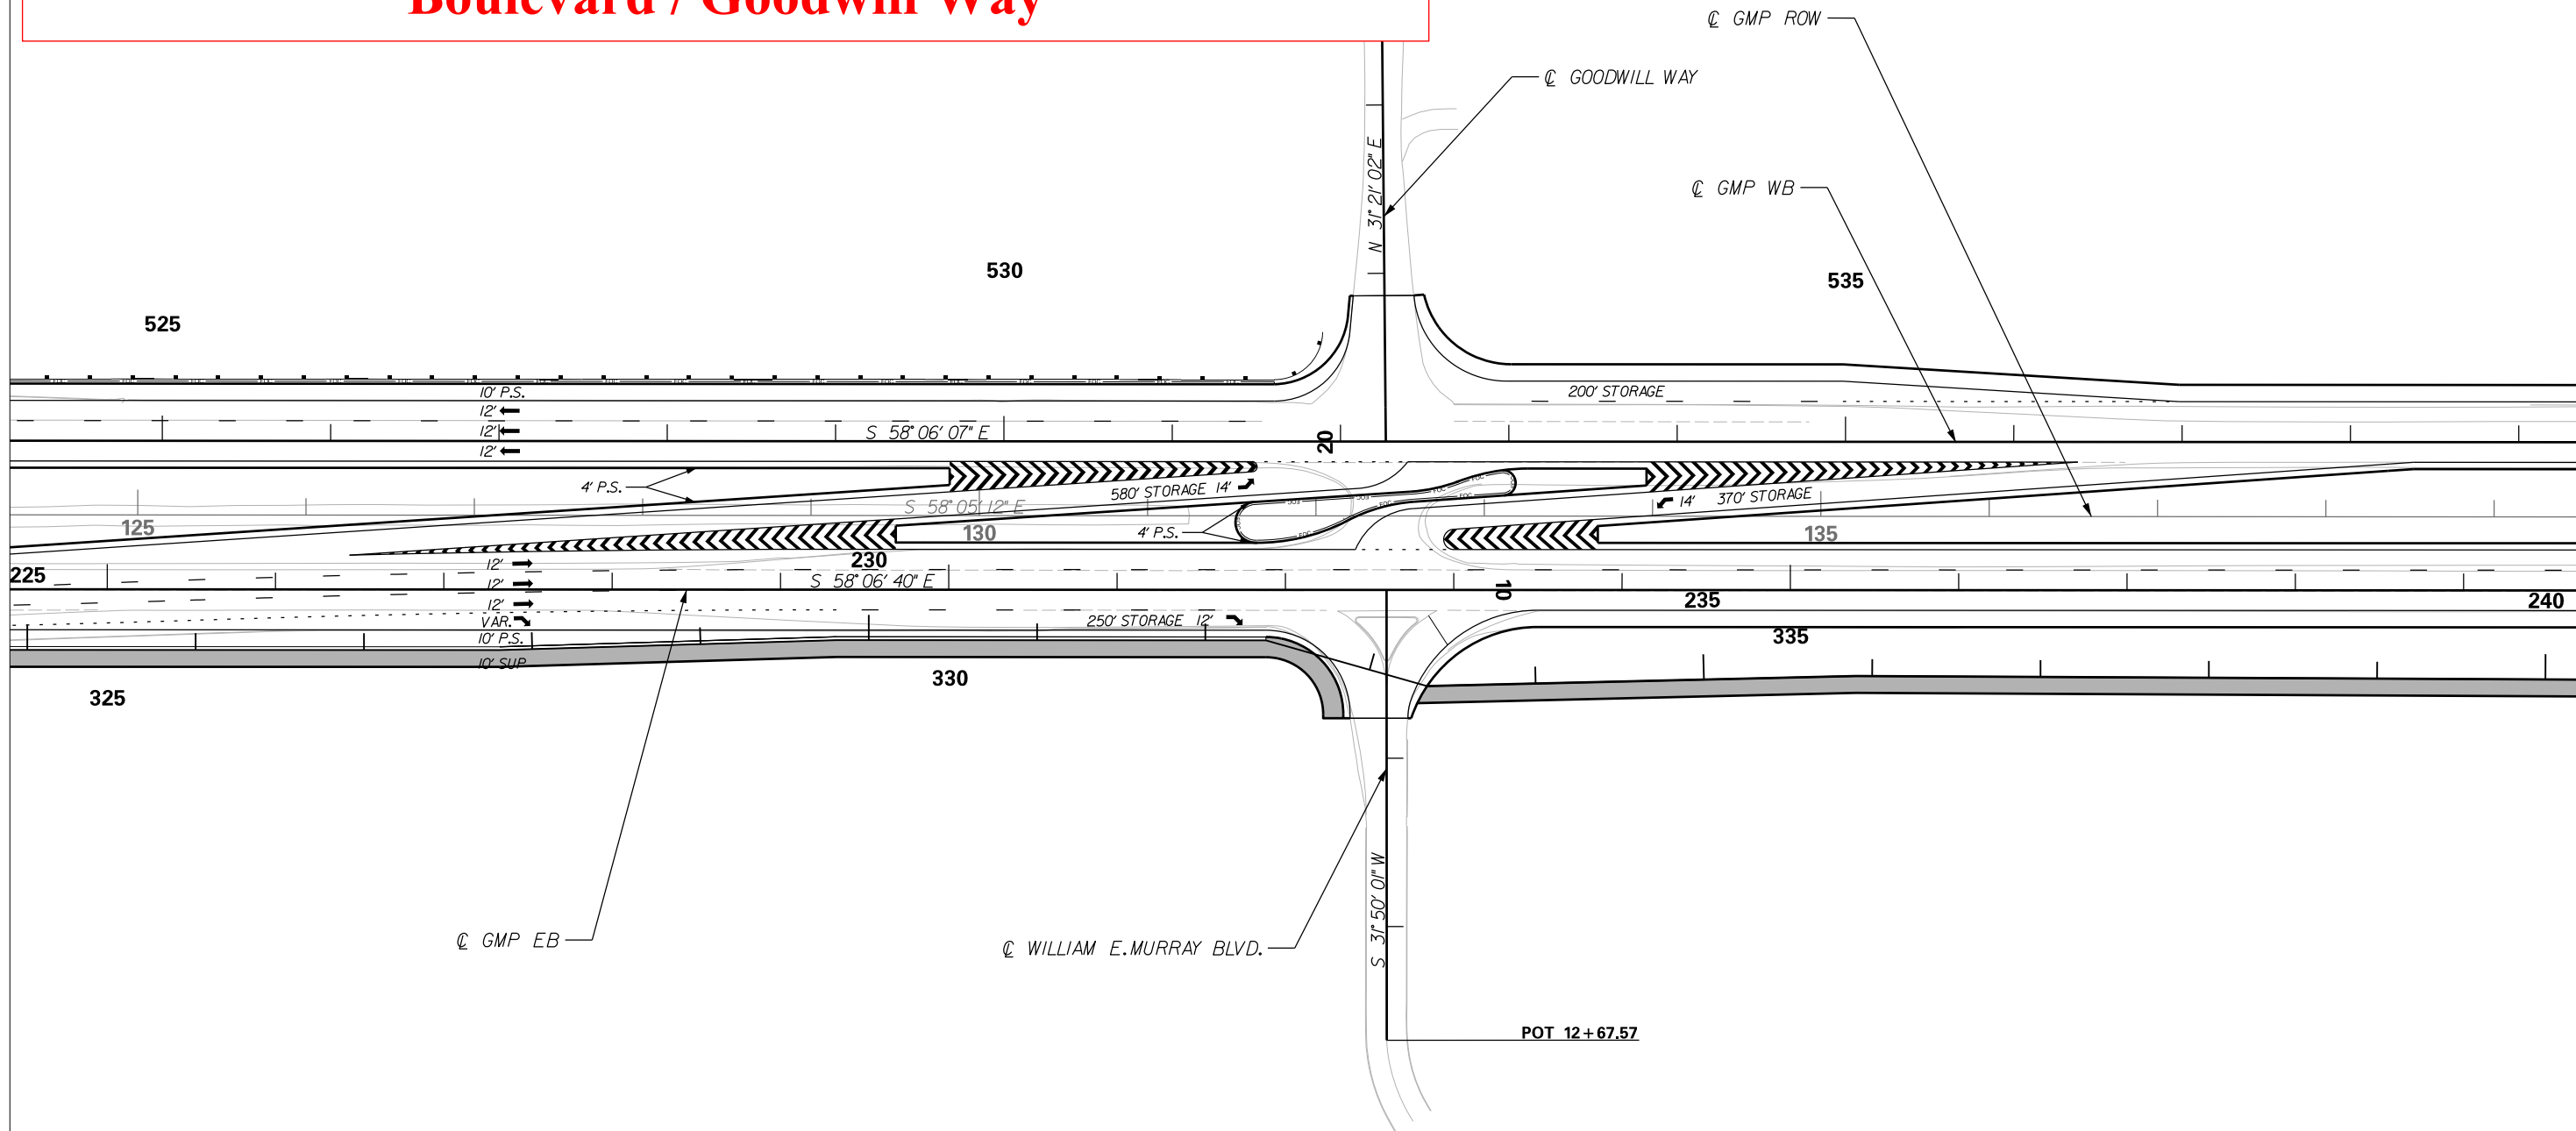 Boulevard / Goodwill Way
℄ GMP ROW
℄ GOODWILL WAY
N 31° 21' 02" E
℄ GMP WB
530
535
525
10' P.S.
200' STORAGE
12'
12'
S 58° 06' 07" E
20
12'
4' P.S.
580' STORAGE 14'
14' 370' STORAGE
S 58° 05' 12" E
125
130
4' P.S.
135
230
12'
225
12'
S 58° 06' 40" E
10
12'
235
240
VAR.
250' STORAGE 12'
10' P.S.
335
10' SUP
330
325
S 31° 50' 01" W
℄ GMP EB
℄ WILLIAM E. MURRAY BLVD.
POT 12+67.57